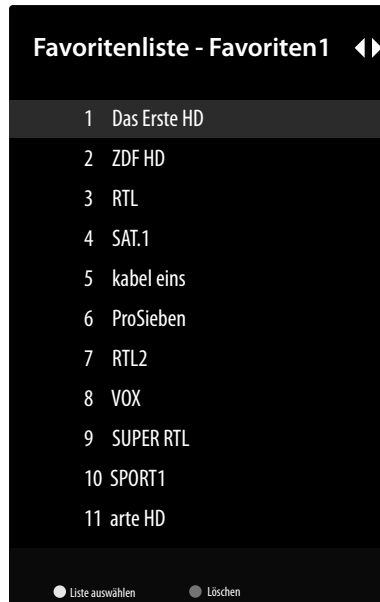 Favoritenliste - Favoriten1
1 Das Erste HD
2 ZDF HD
3 RTL
4 SAT.1
5 kabel eins
6 ProSieben
7 RTL2
8 VOX
9 SUPER RTL
10 SPORT1
11 arte HD
Liste auswählen Löschen